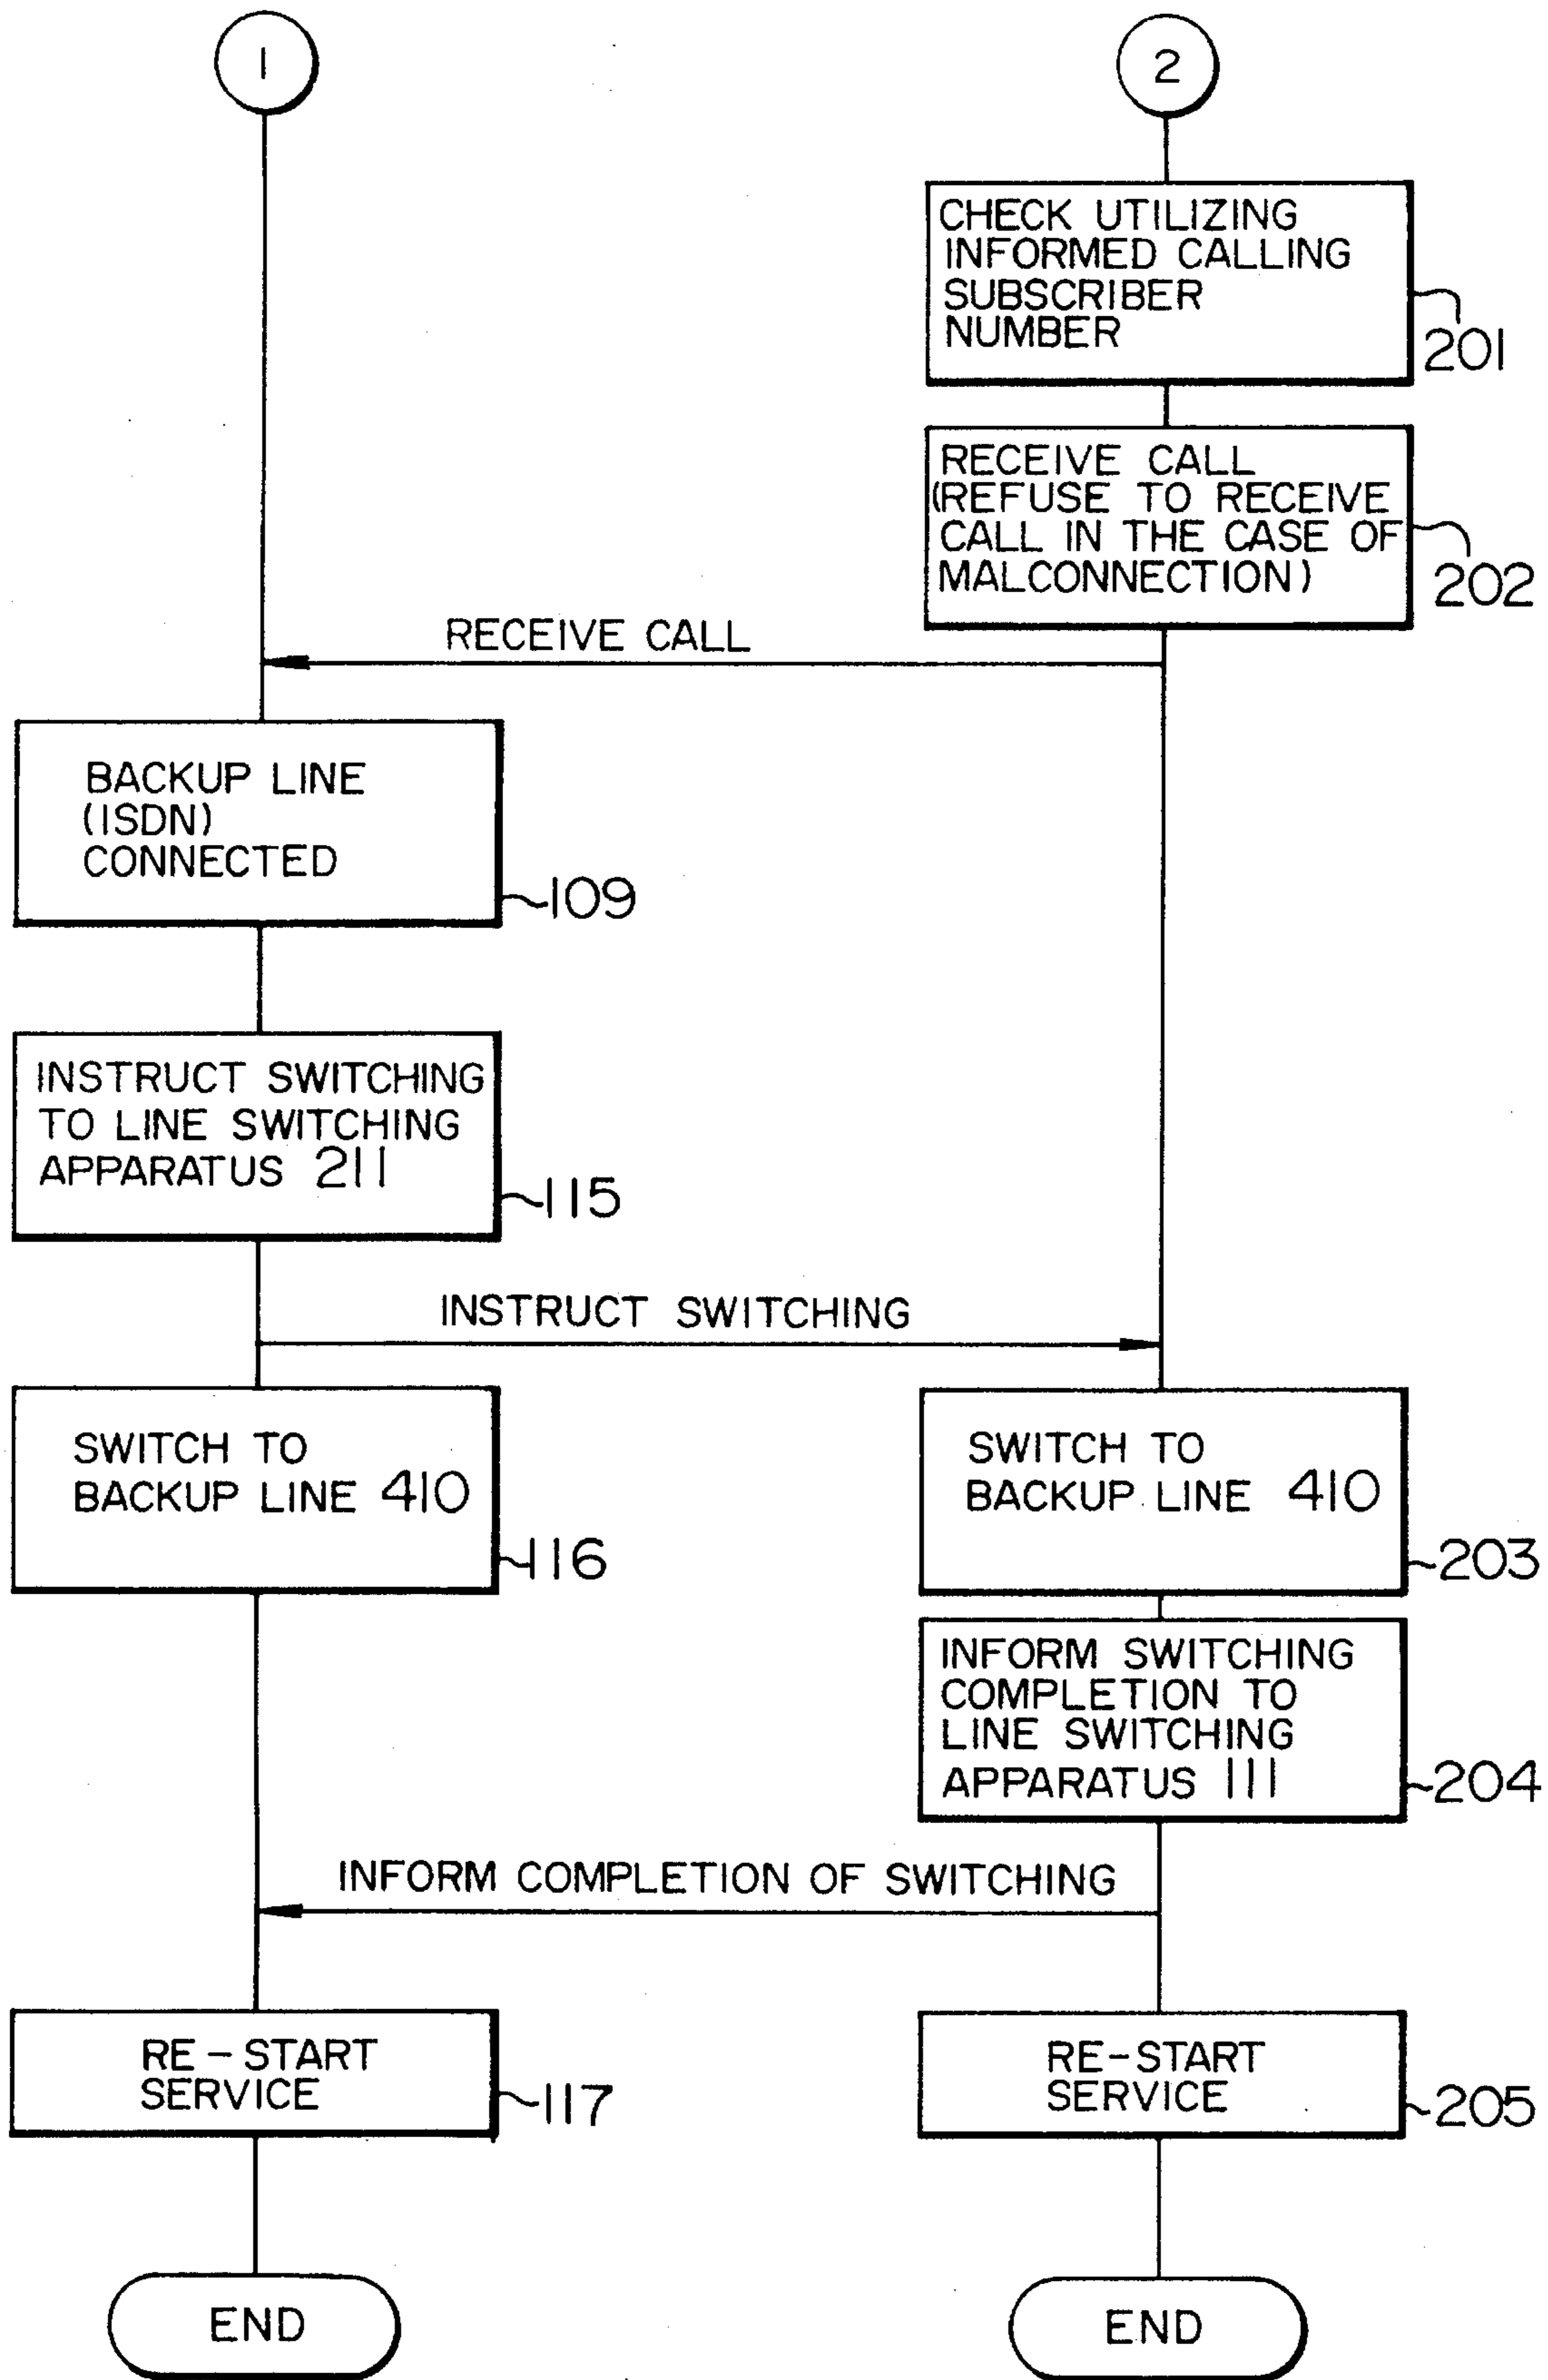 1
2
CHECK UTILIZING
INFORMED CALLING
SUBSCRIBER
NUMBER
201
RECEIVE CALL
(REFUSE TO RECEIVE
CALL IN THE CASE OF
MALCONNECTION)
202
RECEIVE CALL
BACKUP LINE
(ISDN)
CONNECTED
109
INSTRUCT SWITCHING
TO LINE SWITCHING
APPARATUS 211
115
INSTRUCT SWITCHING
SWITCH TO
BACKUP LINE 410
116
SWITCH TO
BACKUP LINE 410
203
INFORM SWITCHING
COMPLETION TO
LINE SWITCHING
APPARATUS 111
204
INFORM COMPLETION OF SWITCHING
RE-START
SERVICE
117
RE-START
SERVICE
205
END
END